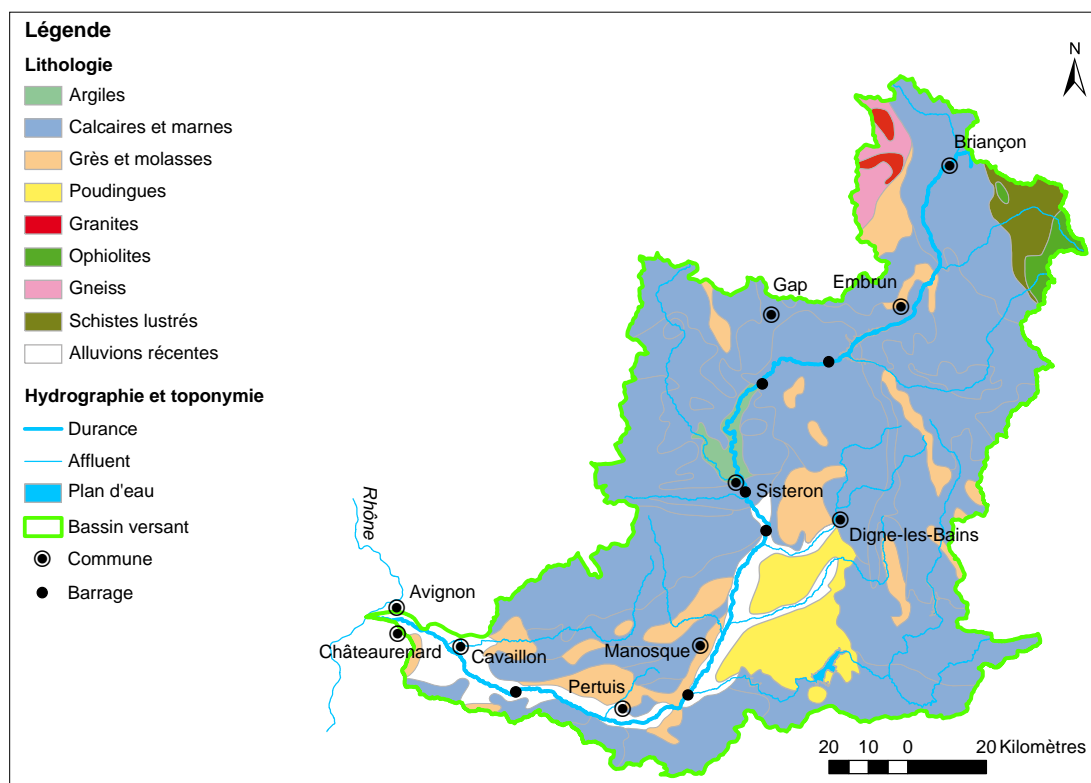 Légende
Lithologie
Argiles
Calcaires et marnes
Grès et molasses
Poudingues
Granites
Ophiolites
Gneiss
Schistes lustrés
Alluvions récentes
Hydrographie et toponymie
Durance
Affluent
Plan d'eau
Bassin versant
Commune
Barrage
N
Briançon
Gap
Embrun
Sisteron
Digne-les-Bains
Rhône
Avignon
Châteaurenard
Cavaillon
Manosque
Pertuis
20 10 0 20 Kilomètres